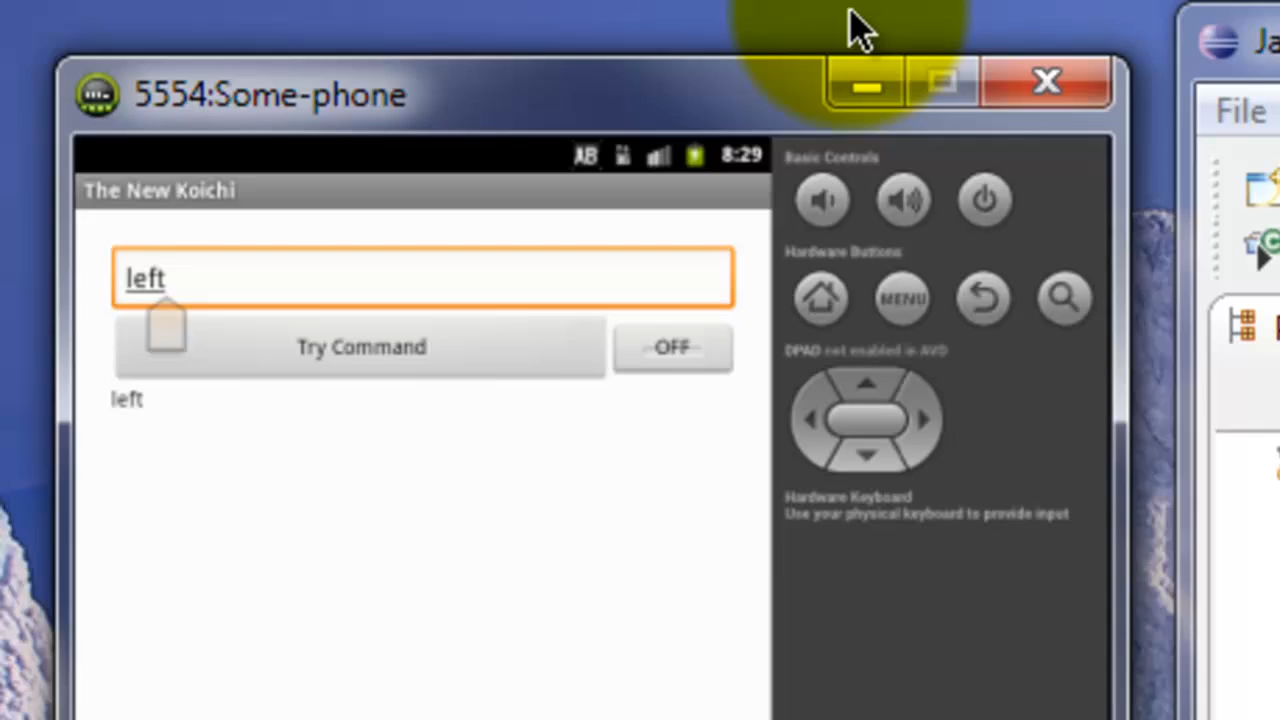 5554:Some-phone
Ja
File
8:29
The New Koichi
Basic Controls
left
Hardware Buttons
MENU
Try Command
OFF
DPAD not enabled in AVD
left
Hardware Keyboard
Use your physical keyboard to provide input